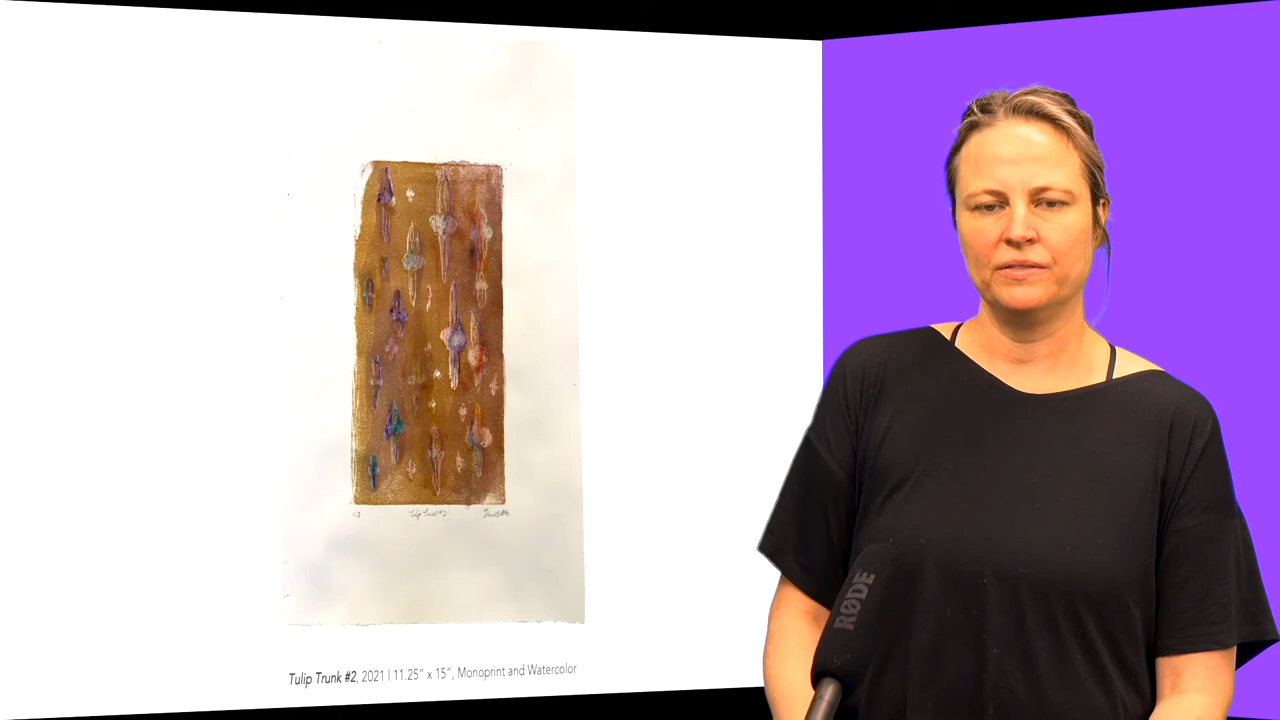 Tulip Trunk #2, 2021 | 11.25" x 15", Monoprint and Watercolor
RØDE